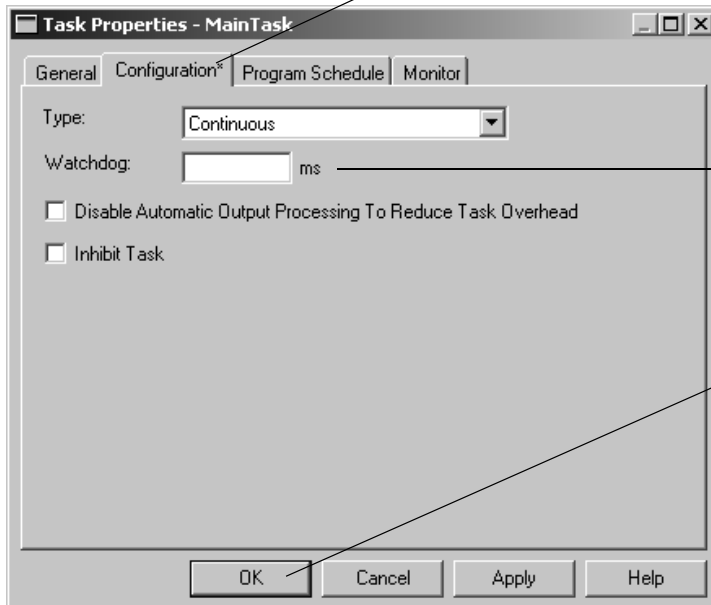 Task Properties - MainTask
General Configuration* Program Schedule Monitor
Type: Continuous
Watchdog: ms
Disable Automatic Output Processing To Reduce Task Overhead
Inhibit Task
OK Cancel Apply Help